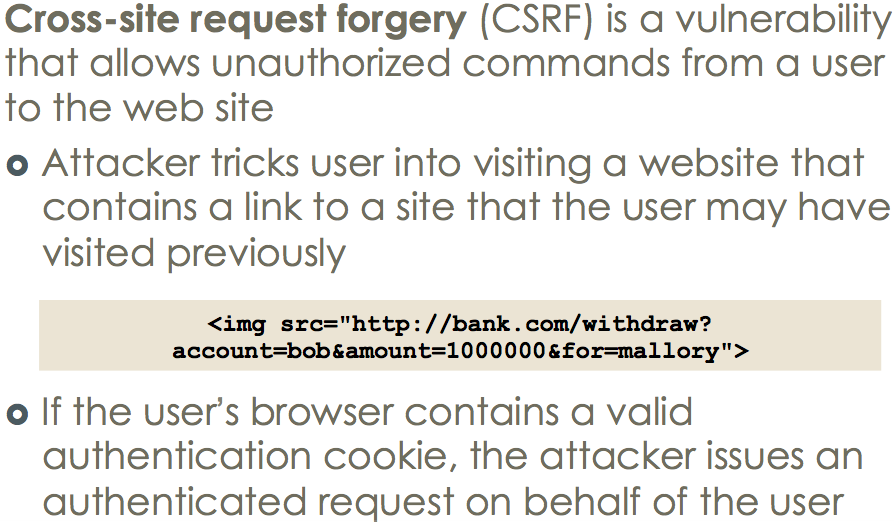 Cross-site request forgery (CSRF) is a vulnerability
that allows unauthorized commands from a user
to the web site
Attacker tricks user into visiting a website that
contains a link to a site that the user may have
visited previously
<img src="http://bank.com/withdraw?
account=bob&amount=1000000&for=mallory">
If the user's browser contains a valid
authentication cookie, the attacker issues an
authenticated request on behalf of the user